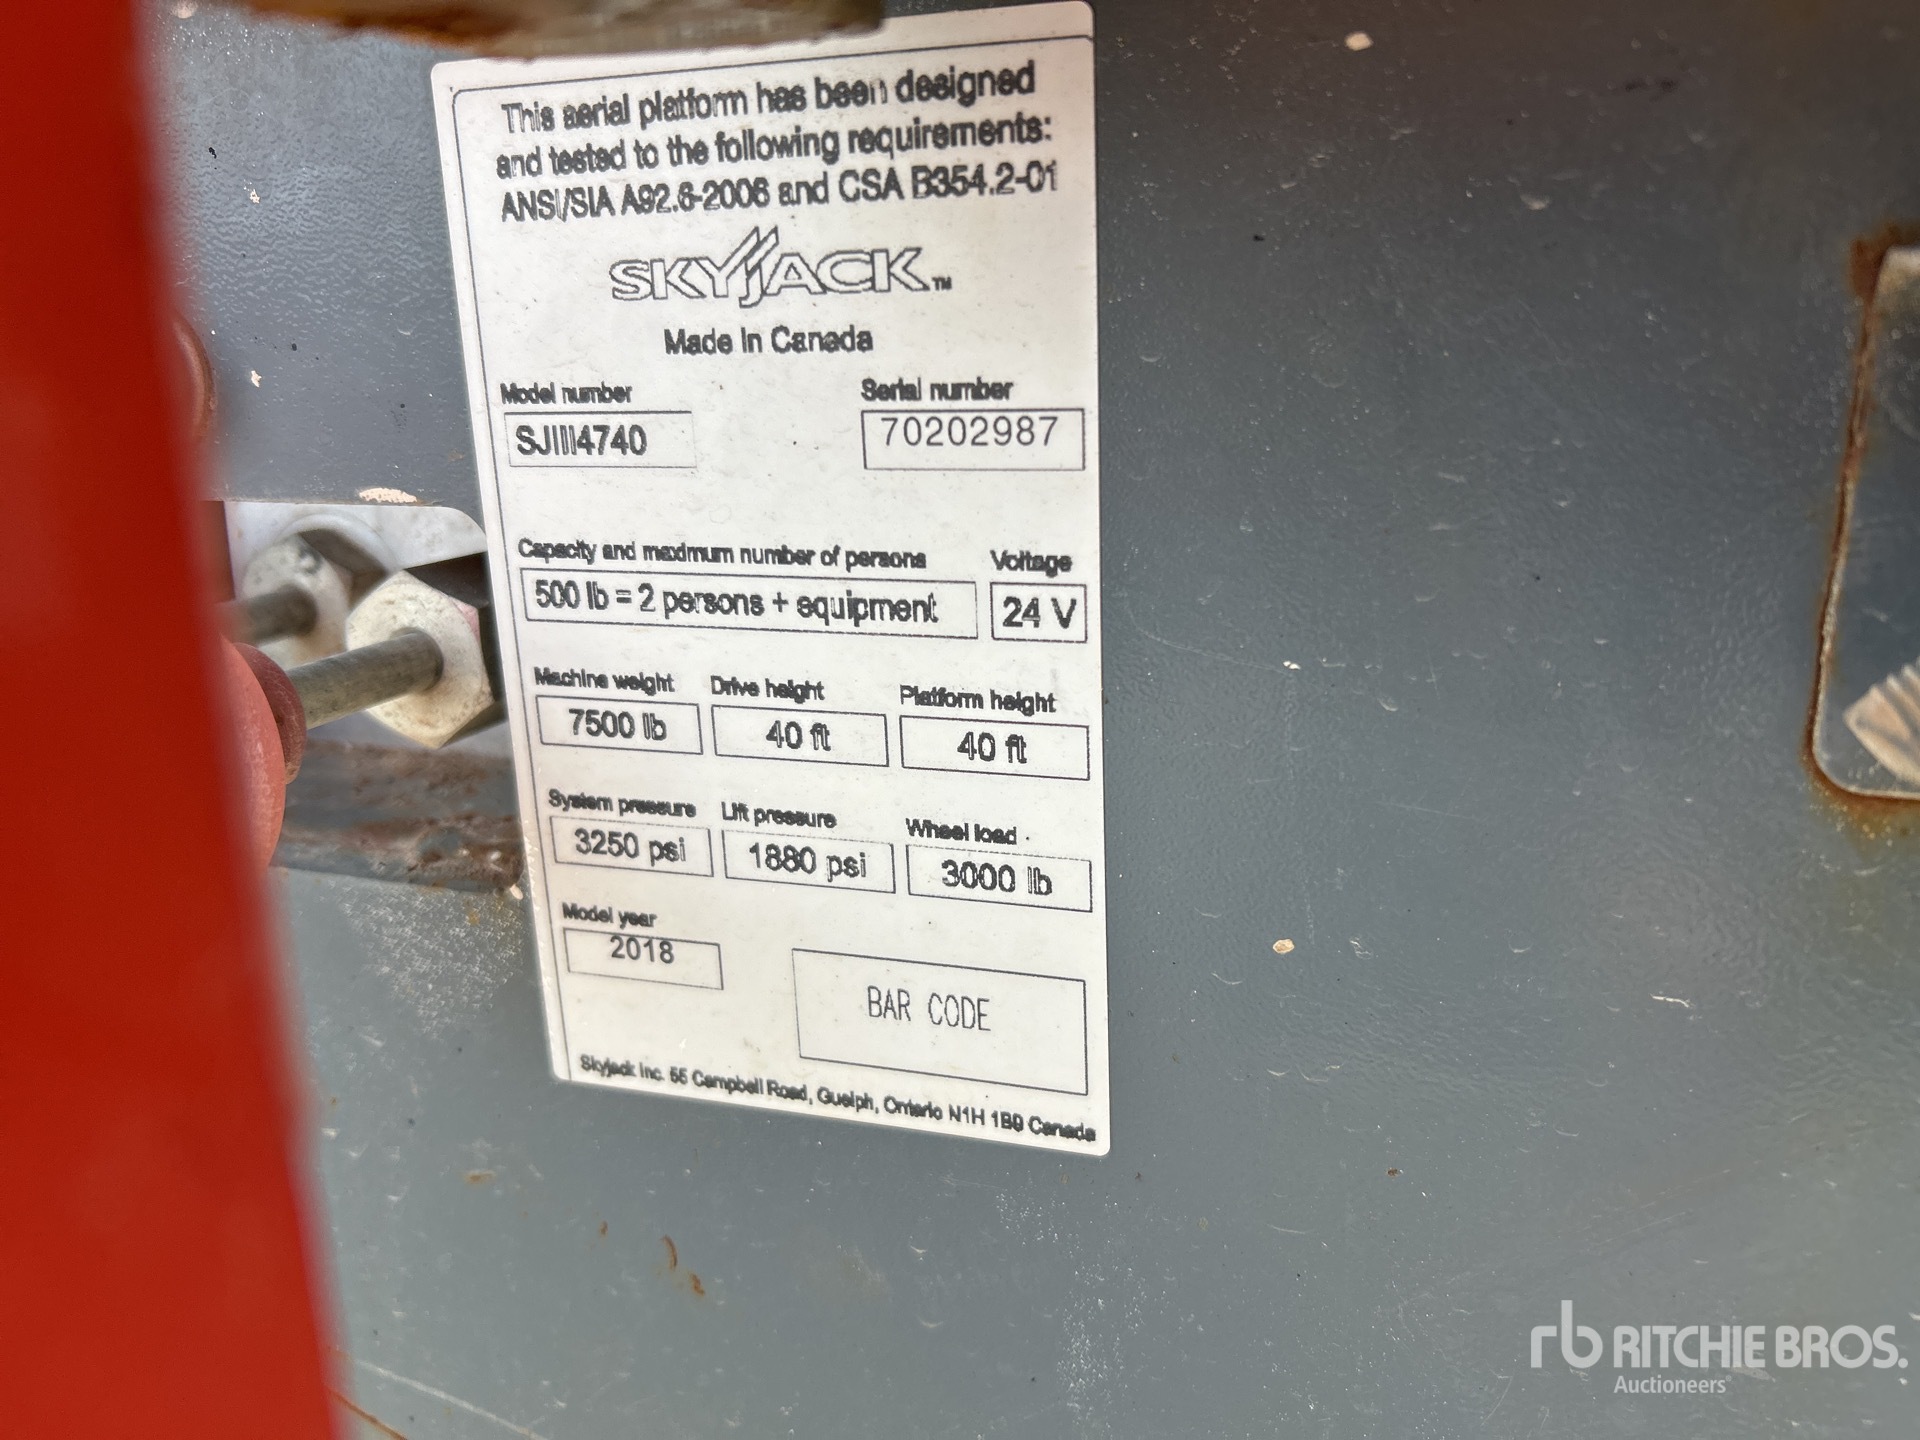 This aerial platform has been designed
and tested to the following requirements:
ANSI/SIA A92.6-2006 and CSA B354.2-01
SKYJACK™
Made In Canada
Model number Serial number
SJIII4740 70202987
Capacity and maximum number of persons Voltage
500 lb = 2 persons + equipment 24 V
Machine weight Drive height Platform height
7500 lb 40 ft 40 ft
System pressure Lift pressure Wheel load
3250 psi 1880 psi 3000 lb
Model year
2018
BAR CODE
Skyjack Inc. 55 Campbell Road, Guelph, Ontario N1H 1B9 Canada
rb RITCHIE BROS.
Auctioneers